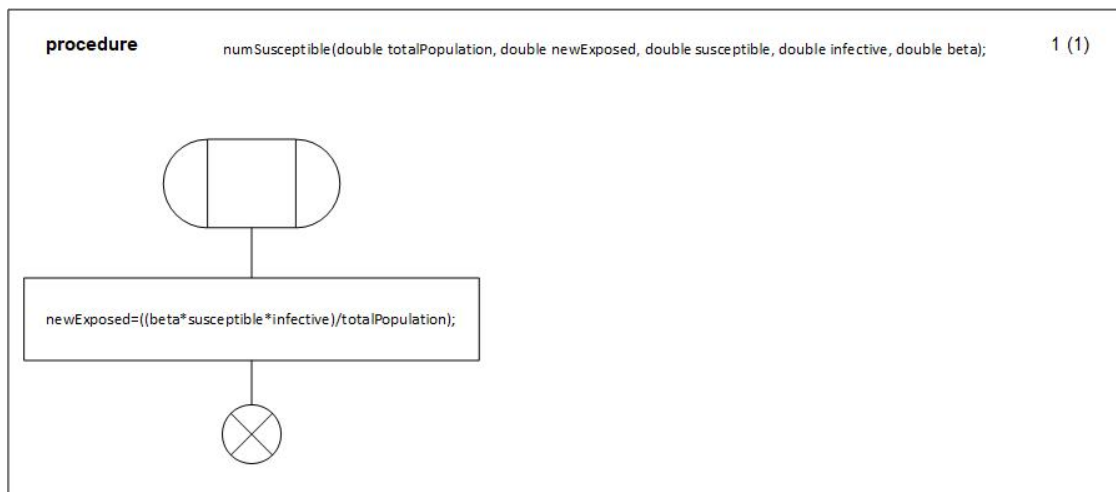 procedure numSusceptible(double totalPopulation, double newExposed, double susceptible, double infective, double beta); 1 (1)
newExposed=((beta*susceptible*infective)/totalPopulation);